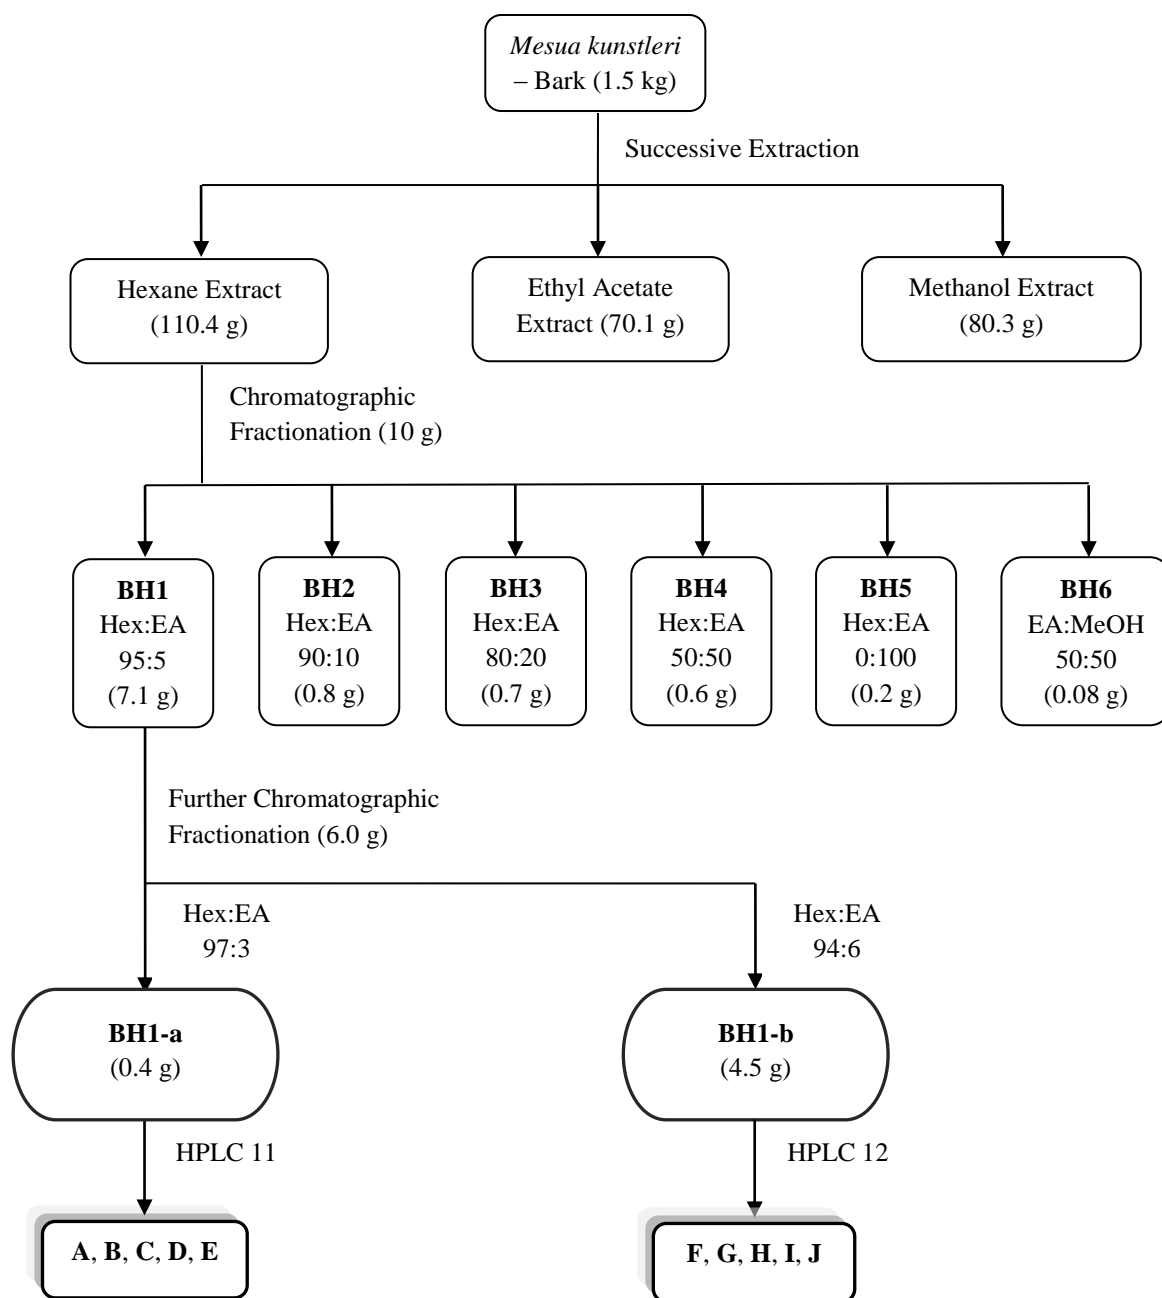 Mesua kunstleri
– Bark (1.5 kg)
Successive Extraction
Hexane Extract
(110.4 g)
Ethyl Acetate
Extract (70.1 g)
Methanol Extract
(80.3 g)
Chromatographic
Fractionation (10 g)
BH1
Hex:EA
95:5
(7.1 g)
BH2
Hex:EA
90:10
(0.8 g)
BH3
Hex:EA
80:20
(0.7 g)
BH4
Hex:EA
50:50
(0.6 g)
BH5
Hex:EA
0:100
(0.2 g)
BH6
EA:MeOH
50:50
(0.08 g)
Further Chromatographic
Fractionation (6.0 g)
Hex:EA
97:3
Hex:EA
94:6
BH1-a
(0.4 g)
BH1-b
(4.5 g)
HPLC 11
HPLC 12
A, B, C, D, E
F, G, H, I, J